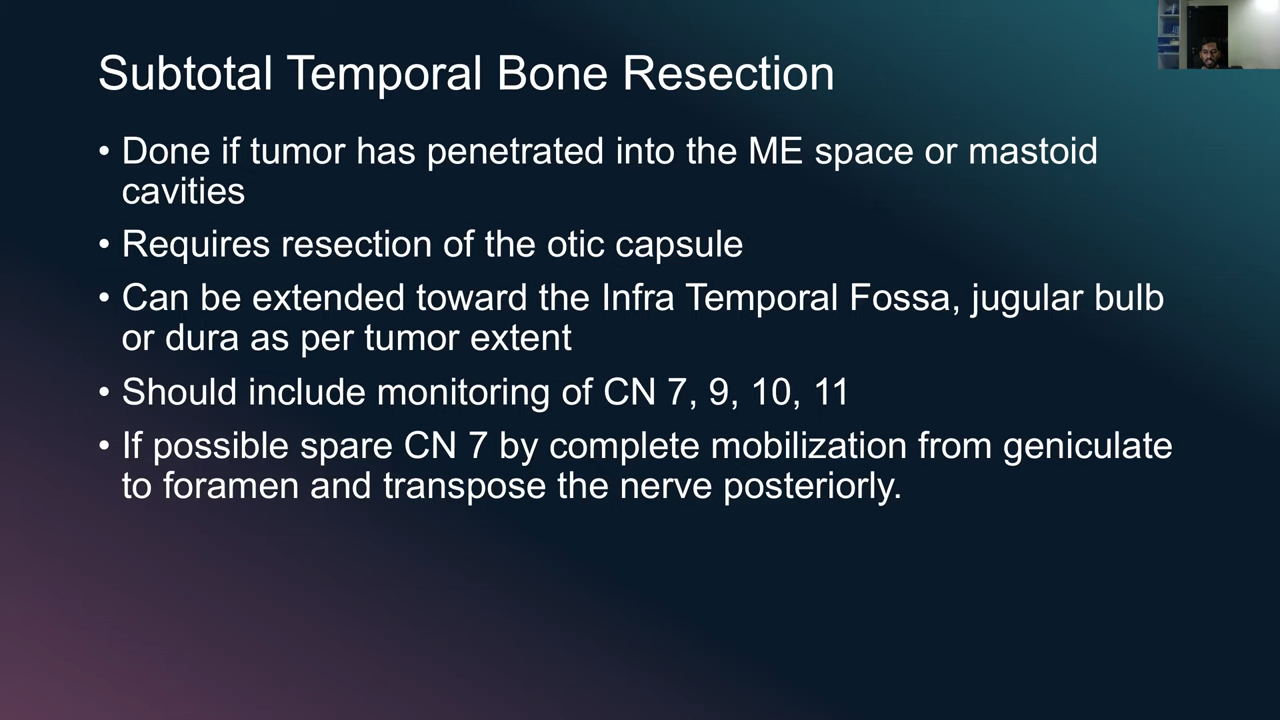 Subtotal Temporal Bone Resection
• Done if tumor has penetrated into the ME space or mastoid
cavities
• Requires resection of the otic capsule
• Can be extended toward the Infra Temporal Fossa, jugular bulb
or dura as per tumor extent
• Should include monitoring of CN 7, 9, 10, 11
• If possible spare CN 7 by complete mobilization from geniculate
to foramen and transpose the nerve posteriorly.